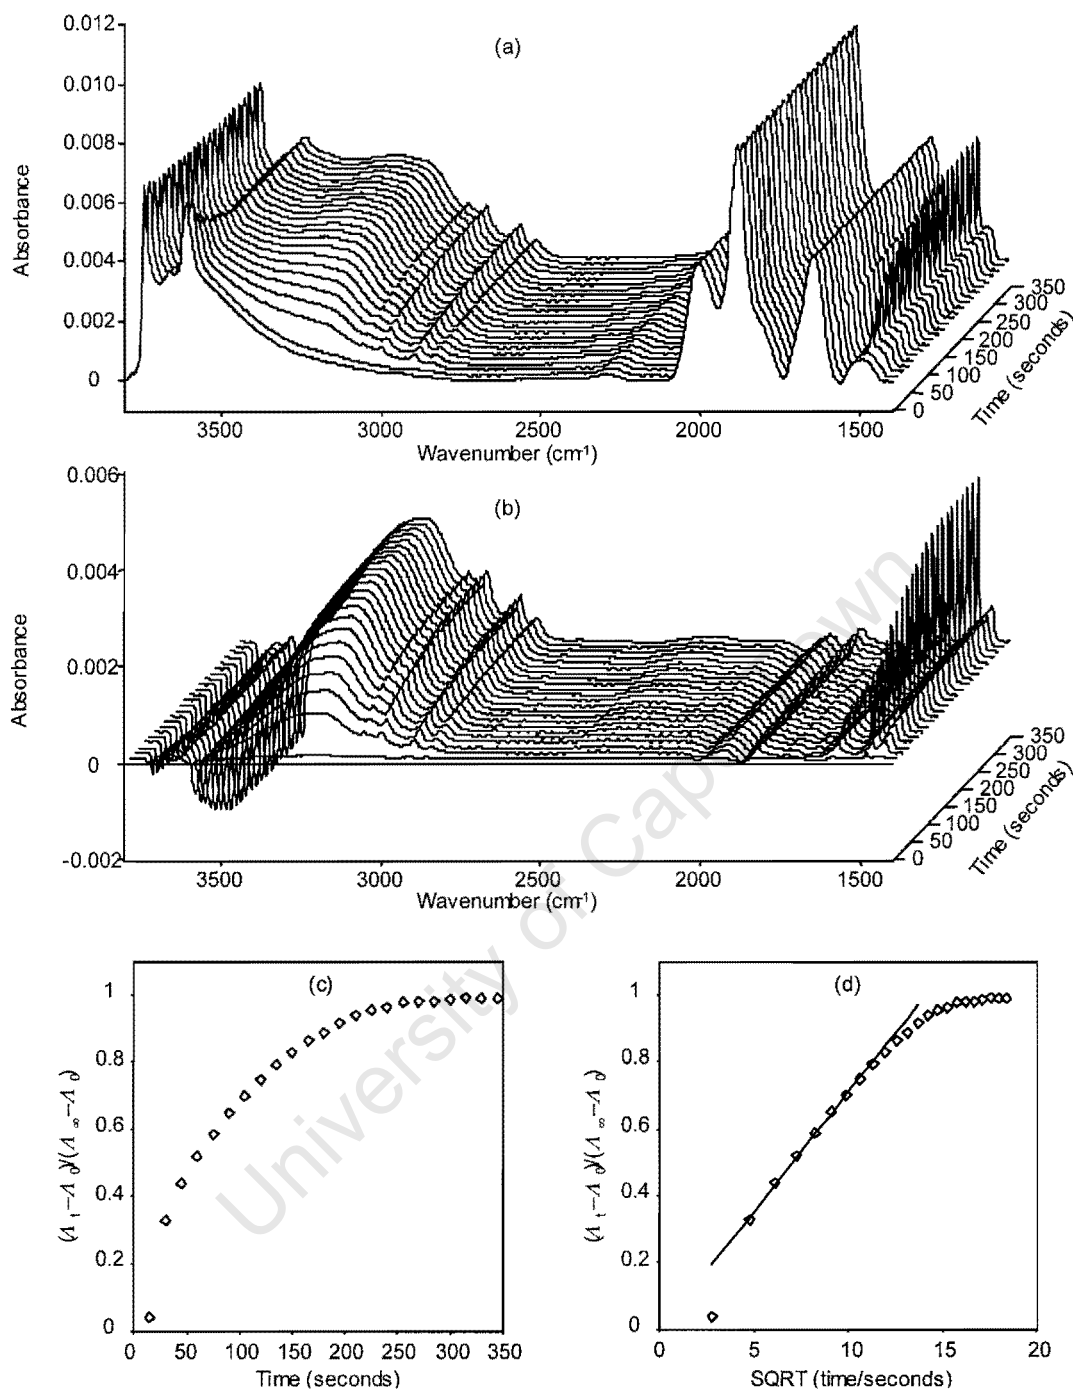 (a)
0.012
0.010
0.008
0.006
0.004
0.002
0
Absorbance
3500
3000
2500
2000
1500
Wavenumber (cm-1)
0
50
100
150
200
250
300
350
Time (seconds)
(b)
0.006
0.004
0.002
0
-0.002
Absorbance
3500
3000
2500
2000
1500
Wavenumber (cm-1)
0
50
100
150
200
250
300
350
Time (seconds)
University of Cape Town
(c)
1
0.8
0.6
0.4
0.2
0
(A t – A 0)/(A ∞ – A 0)
0 50 100 150 200 250 300 350
Time (seconds)
(d)
1
0.8
0.6
0.4
0.2
0
(A t – A 0)/(A ∞ – A 0)
0 5 10 15 20
SQRT (time/seconds)